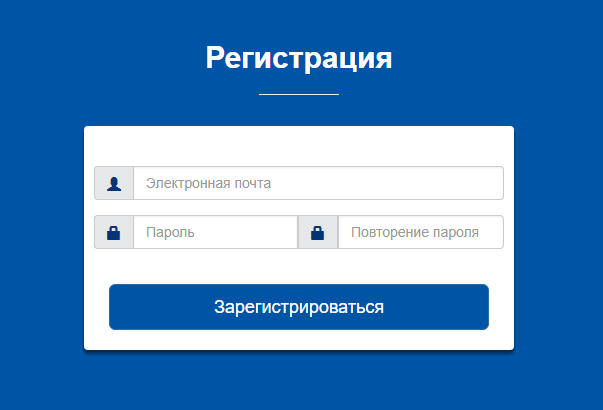 Регистрация
Электронная почта
Пароль Повторение пароля
Зарегистрироваться